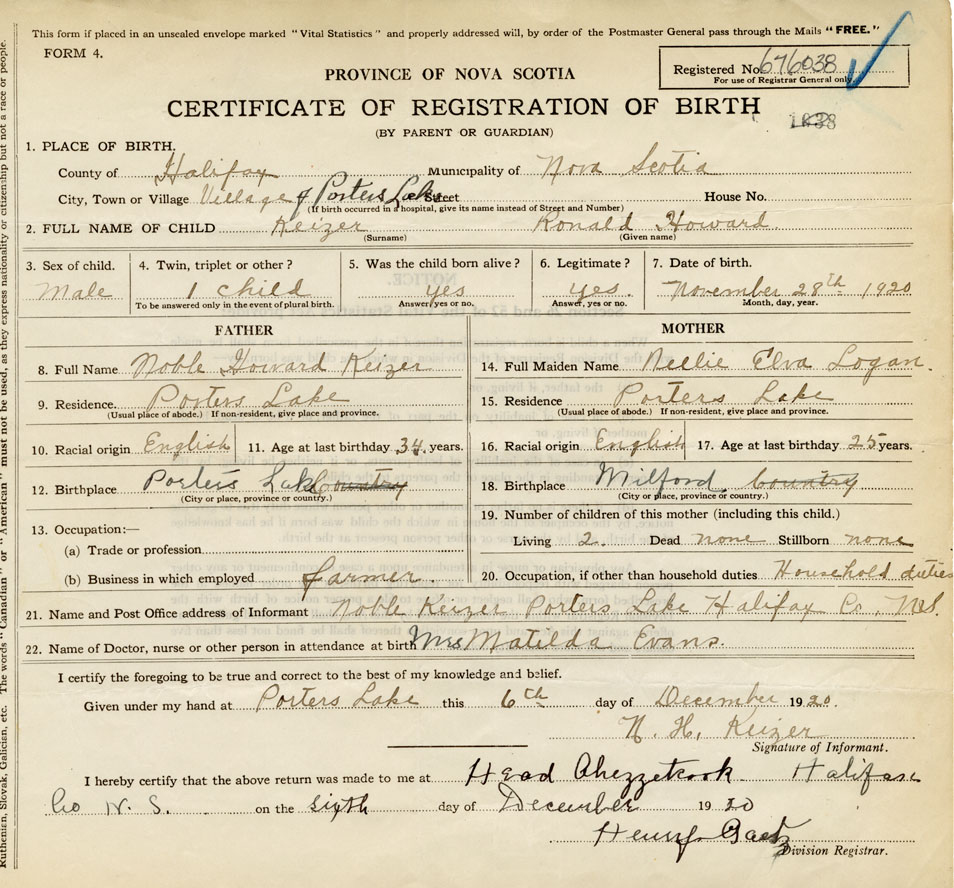 This form if placed in an unsealed envelope marked "Vital Statistics" and properly addressed will, by order of the Postmaster General pass through the Mails "FREE."
FORM 4.
Registered No. 676038
For use of Registrar General only
PROVINCE OF NOVA SCOTIA
CERTIFICATE OF REGISTRATION OF BIRTH
(BY PARENT OR GUARDIAN)
1. PLACE OF BIRTH.
County of Halifax Municipality of Nova Scotia
City, Town or Village Village of Porters Lake Street House No.
(If birth occurred in a hospital, give its name instead of Street and Number)
2. FULL NAME OF CHILD Keizer Ronald Howard
(Surname) (Given name)
3. Sex of child. 4. Twin, triplet or other? 5. Was the child born alive? 6. Legitimate? 7. Date of birth.
Male 1 child yes yes. November 28th 1920
To be answered only in the event of plural birth. Answer, yes or no. Answer, yes or no. Month, day, year.
FATHER MOTHER
8. Full Name Noble Howard Keizer 14. Full Maiden Name Nellie Elva Logan.
9. Residence. Porters Lake 15. Residence Porters Lake
(Usual place of abode.) If non-resident, give place and province. (Usual place of abode.) If non-resident, give place and province.
10. Racial origin English 11. Age at last birthday 34 years. 16. Racial origin English 17. Age at last birthday 25 years.
12. Birthplace Porters Lake Country 18. Birthplace Milford. Country
(City or place, province or country.) (City or place, province or country.)
13. Occupation:— 19. Number of children of this mother (including this child.)
(a) Trade or profession Living 2. Dead none Stillborn none
(b) Business in which employed farmer. 20. Occupation, if other than household duties Household duties
21. Name and Post Office address of Informant Noble Keizer Porters Lake Halifax Co. N.S.
22. Name of Doctor, nurse or other person in attendance at birth Mrs Matilda Evans.
I certify the foregoing to be true and correct to the best of my knowledge and belief.
Given under my hand at Porters Lake this 6th day of December 1920.
N. H. Keizer
Signature of Informant.
I hereby certify that the above return was made to me at Head Chezzetcook Halifax
Co N. S. on the sixth day of December 1920
Henry Gaetz
Division Registrar.
Ruthenian, Slovak, Galician, etc. The words "Canadian" or "American" must not be used, as they express nationality or citizenship but not a race or people.